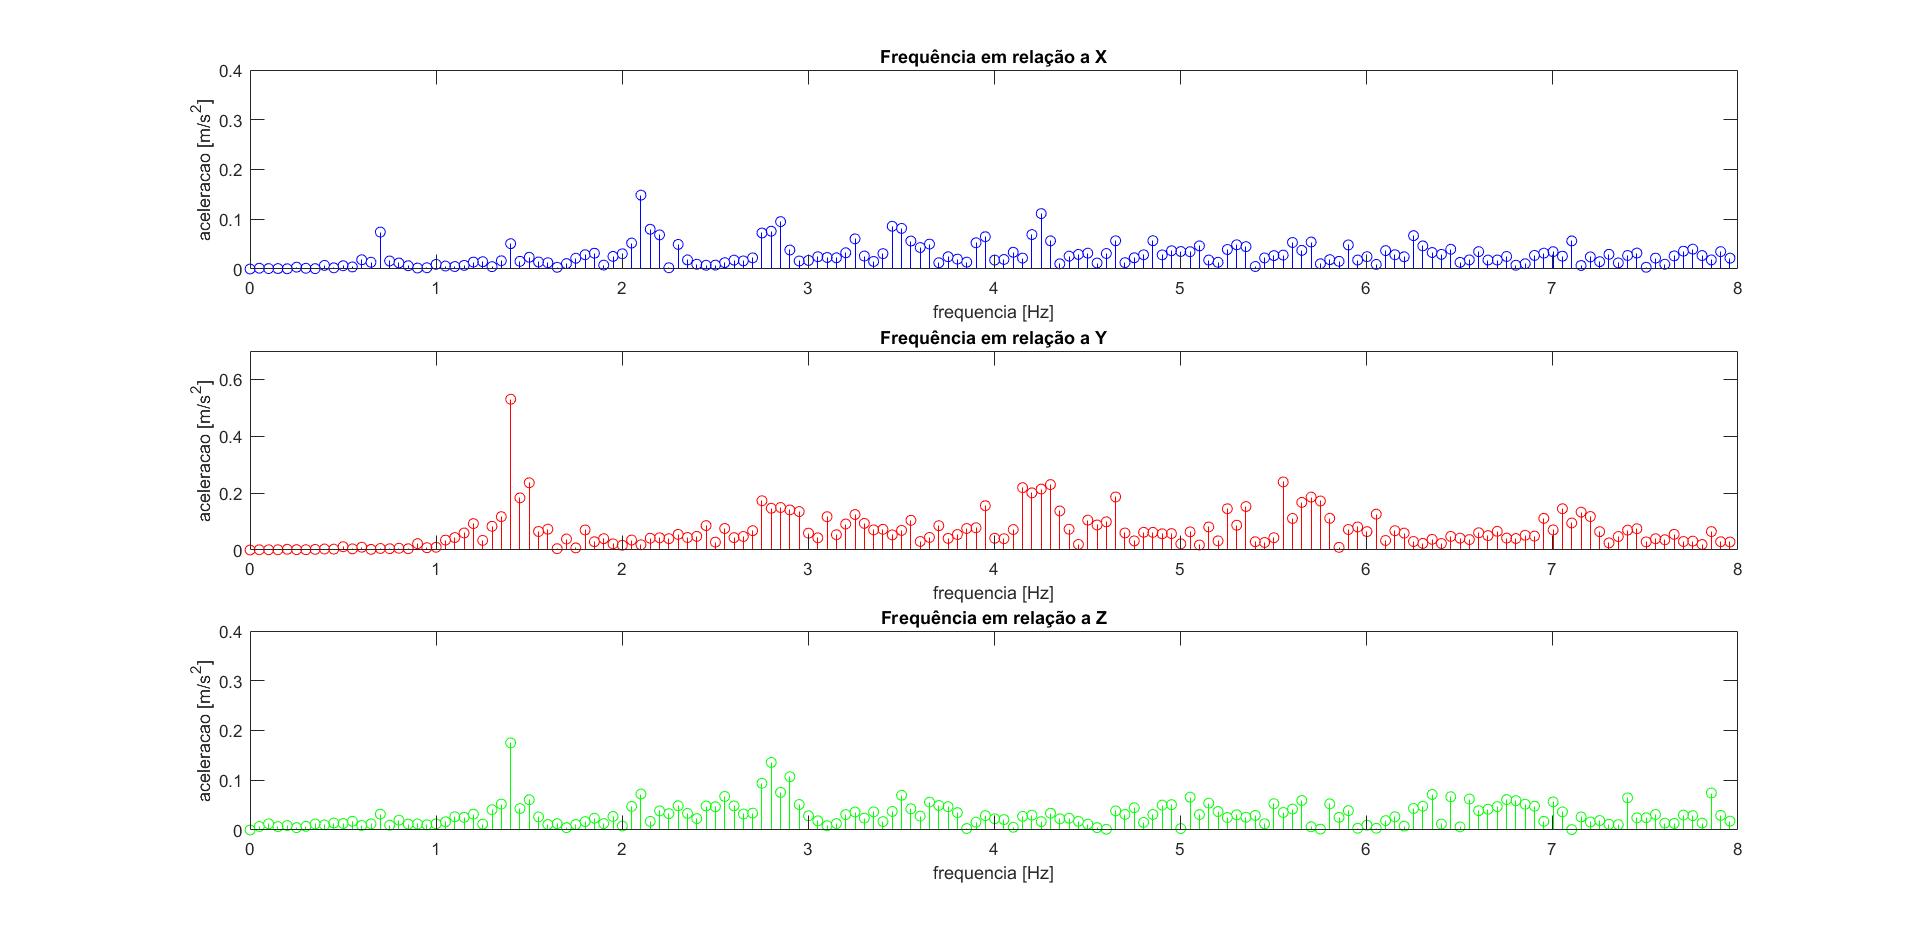 Frequência em relação a X
0.4
0.3
0.2
0.1
0
aceleracao [m/s^2]
0 1 2 3 4 5 6 7 8
frequencia [Hz]
Frequência em relação a Y
0.6
0.4
0.2
0
aceleracao [m/s^2]
0 1 2 3 4 5 6 7 8
frequencia [Hz]
Frequência em relação a Z
0.4
0.3
0.2
0.1
0
aceleracao [m/s^2]
0 1 2 3 4 5 6 7 8
frequencia [Hz]